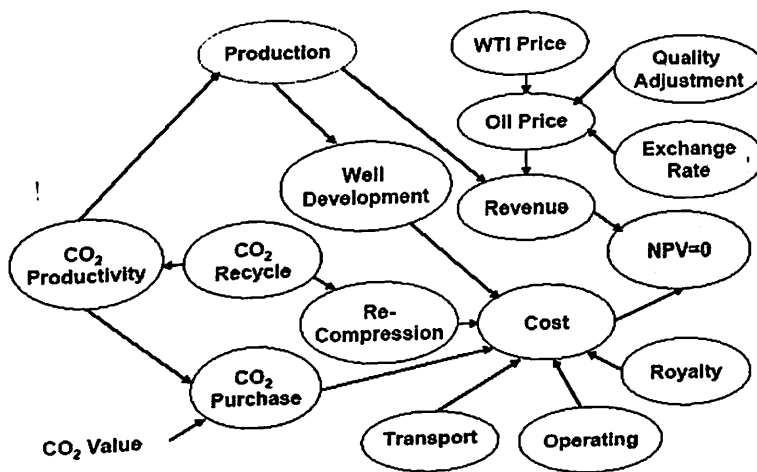 Production
WTI Price
Quality
Adjustment
Oil Price
Exchange
Rate
Well
Development
Revenue
NPV=0
CO₂
Productivity
CO₂
Recycle
Re-
Compression
Cost
CO₂
Purchase
Royalty
CO₂ Value
Transport
Operating